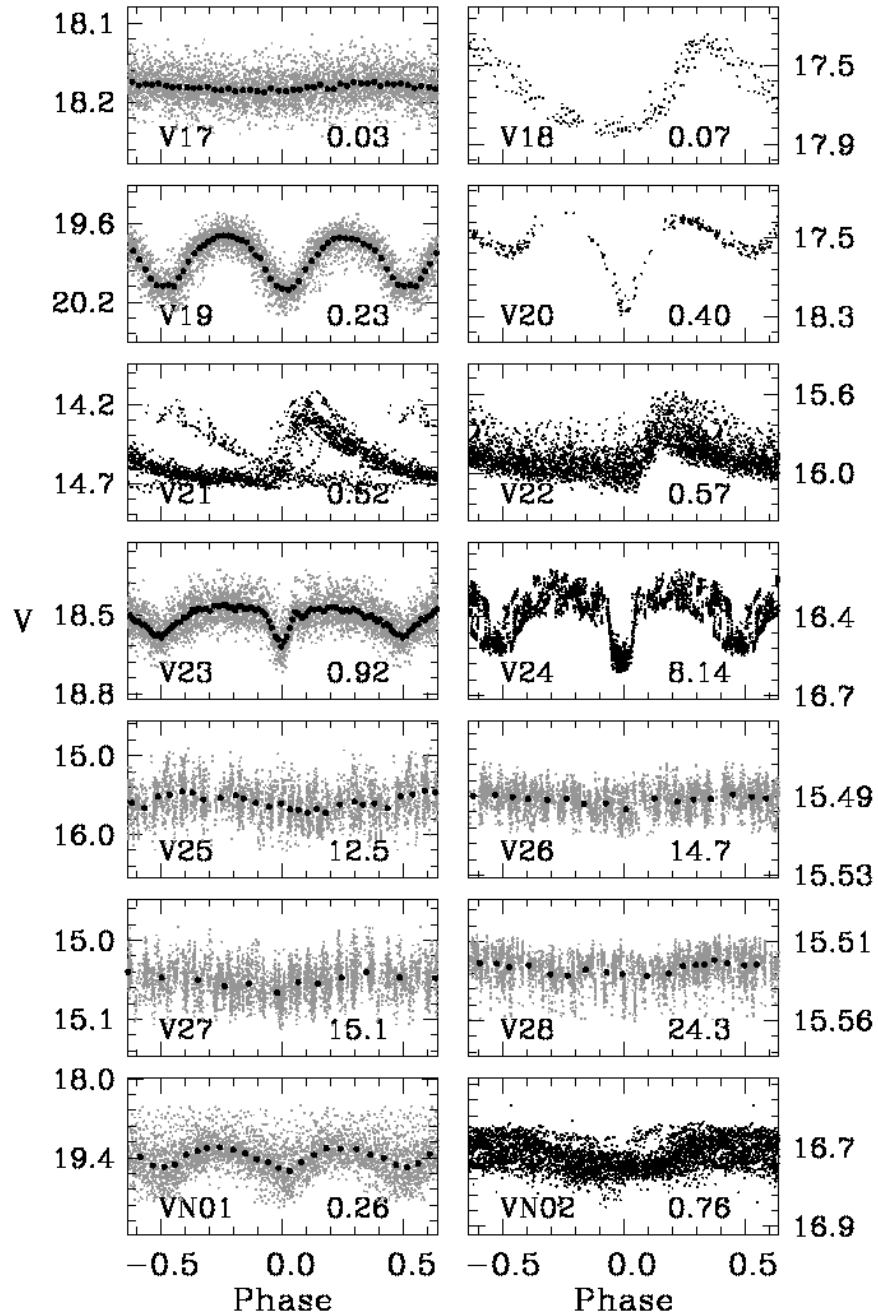 18.1
18.2
V17 0.03
V18 0.07
17.5
17.9
19.6
20.2
V19 0.23
V20 0.40
17.5
18.3
14.2
14.7
V21 0.52
V22 0.57
15.6
16.0
V
18.5
18.8
V23 0.92
V24 8.14
16.4
16.7
15.0
16.0
V25 12.5
V26 14.7
15.49
15.53
15.0
15.1
V27 15.1
V28 24.3
15.51
15.56
18.0
19.4
VN01 0.26
VN02 0.76
16.7
16.9
−0.5 0.0 0.5
−0.5 0.0 0.5
Phase
Phase